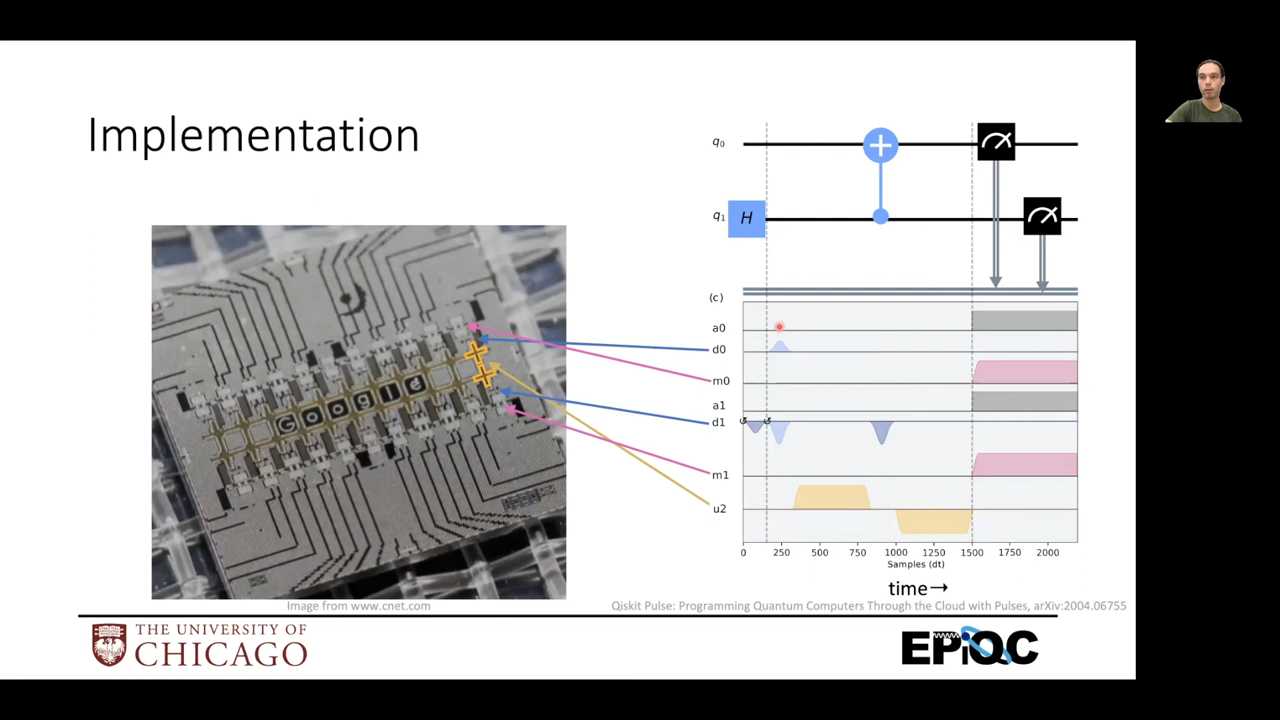 Implementation
q0
q1
H
(c)
a0
d0
m0
a1
d1
m1
u2
Google
0 250 500 750 1000 1250 1500 1750 2000
Samples (dt)
time→
Image from www.cnet.com
Qiskit Pulse: Programming Quantum Computers Through the Cloud with Pulses, arXiv:2004.06755
THE UNIVERSITY OF
CHICAGO
EPiQC